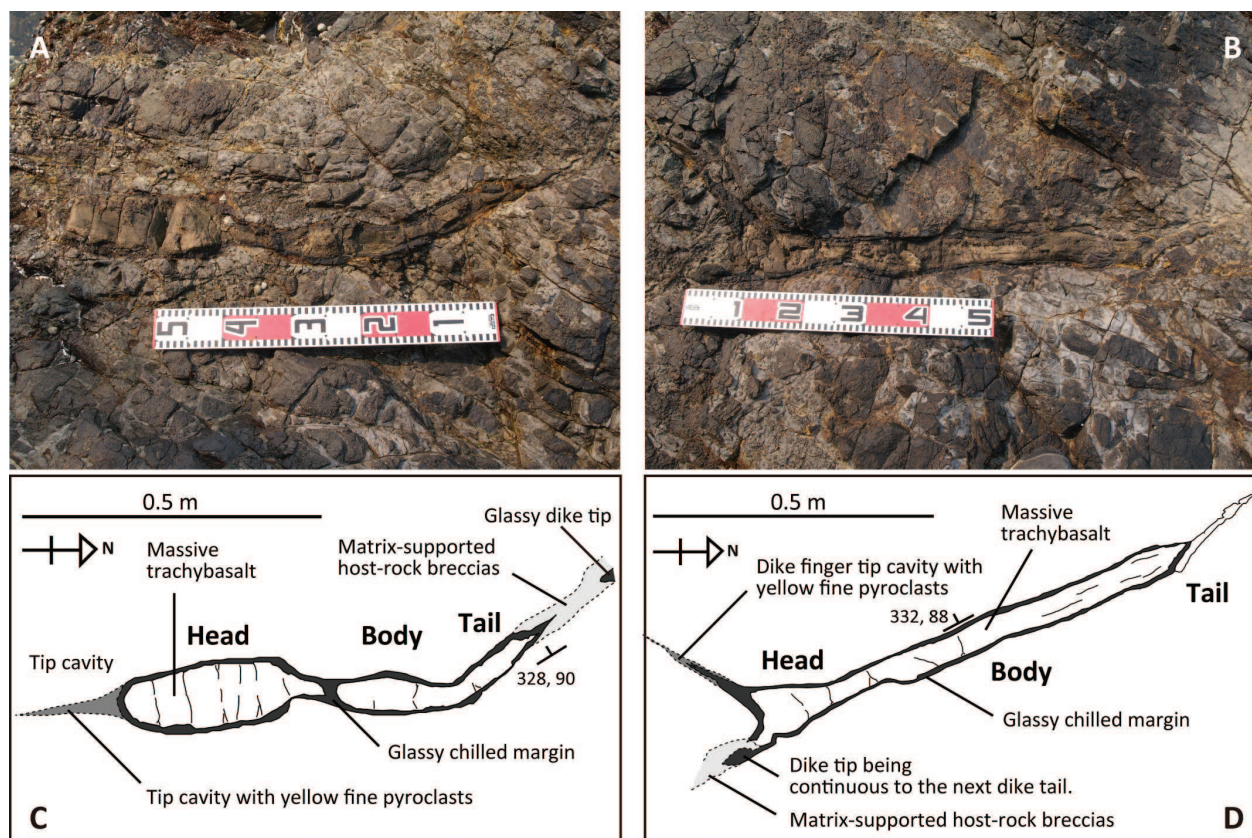 A
5 4 3 2 1
B
1 2 3 4 5
0.5 m
N
Massive
trachybasalt
Glassy dike tip
Matrix-supported
host-rock breccias
Head
Body
Tail
Tip cavity
328, 90
Glassy chilled margin
Tip cavity with yellow fine pyroclasts
C
0.5 m
N
Massive
trachybasalt
Dike finger tip cavity with
yellow fine pyroclasts
332, 88
Tail
Head
Body
Glassy chilled margin
Dike tip being
continuous to the next dike tail.
Matrix-supported host-rock breccias
D